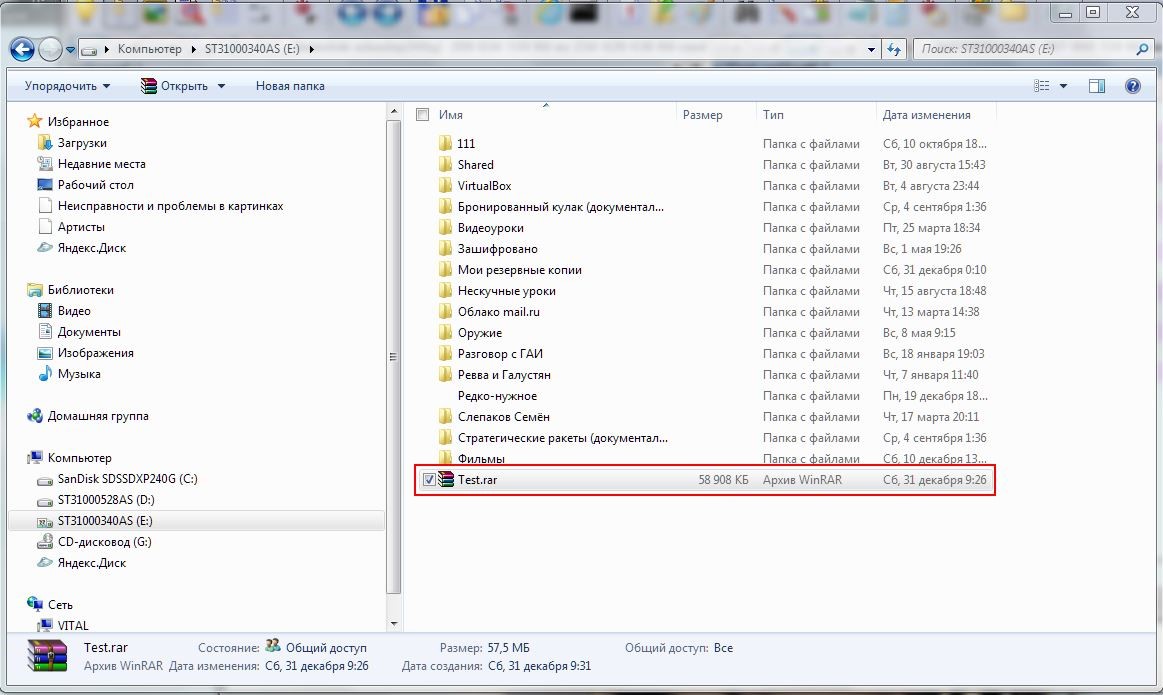 Компьютер ST31000340AS (E:) Поиск: ST31000340AS (E:)
Упорядочить Открыть Новая папка
Избранное
Загрузки
Недавние места
Рабочий стол
Неисправности и проблемы в картинках
Артисты
Яндекс.Диск
Библиотеки
Видео
Документы
Изображения
Музыка
Домашняя группа
Компьютер
SanDisk SDSSDXP240G (C:)
ST31000528AS (D:)
ST31000340AS (E:)
CD-дисковод (G:)
Яндекс.Диск
Сеть
VITAL
Имя Размер Тип Дата изменения
111 Папка с файлами Сб, 10 октября 18...
Shared Папка с файлами Вт, 30 августа 15:43
VirtualBox Папка с файлами Вт, 4 августа 23:44
Бронированный кулак (документал... Папка с файлами Ср, 4 сентября 1:36
Видеоуроки Папка с файлами Пт, 25 марта 18:34
Зашифровано Папка с файлами Вс, 1 мая 19:26
Мои резервные копии Папка с файлами Сб, 31 декабря 0:10
Нескучные уроки Папка с файлами Чт, 15 августа 18:48
Облако mail.ru Папка с файлами Чт, 13 марта 14:38
Оружие Папка с файлами Вс, 8 мая 9:15
Разговор с ГАИ Папка с файлами Вс, 18 января 19:03
Ревва и Галустян Папка с файлами Чт, 7 января 11:40
Редко-нужное Папка с файлами Пн, 19 декабря 18...
Слепаков Семён Папка с файлами Чт, 17 марта 20:11
Стратегические ракеты (документал... Папка с файлами Ср, 4 сентября 1:36
Фильмы Папка с файлами Сб, 10 декабря 13...
Test.rar 58 908 КБ Архив WinRAR Сб, 31 декабря 9:26
Test.rar Состояние: Общий доступ Размер: 57,5 МБ Общий доступ: Все
Архив WinRAR Дата изменения: Сб, 31 декабря 9:26 Дата создания: Сб, 31 декабря 9:31